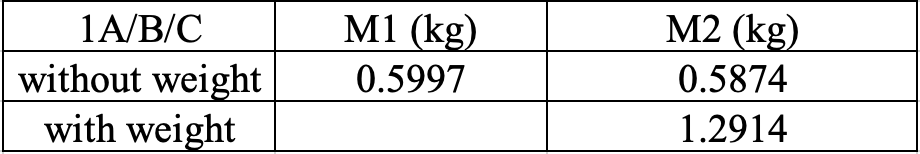 1A/B/C M1 (kg) M2 (kg)
without weight 0.5997 0.5874
with weight 1.2914